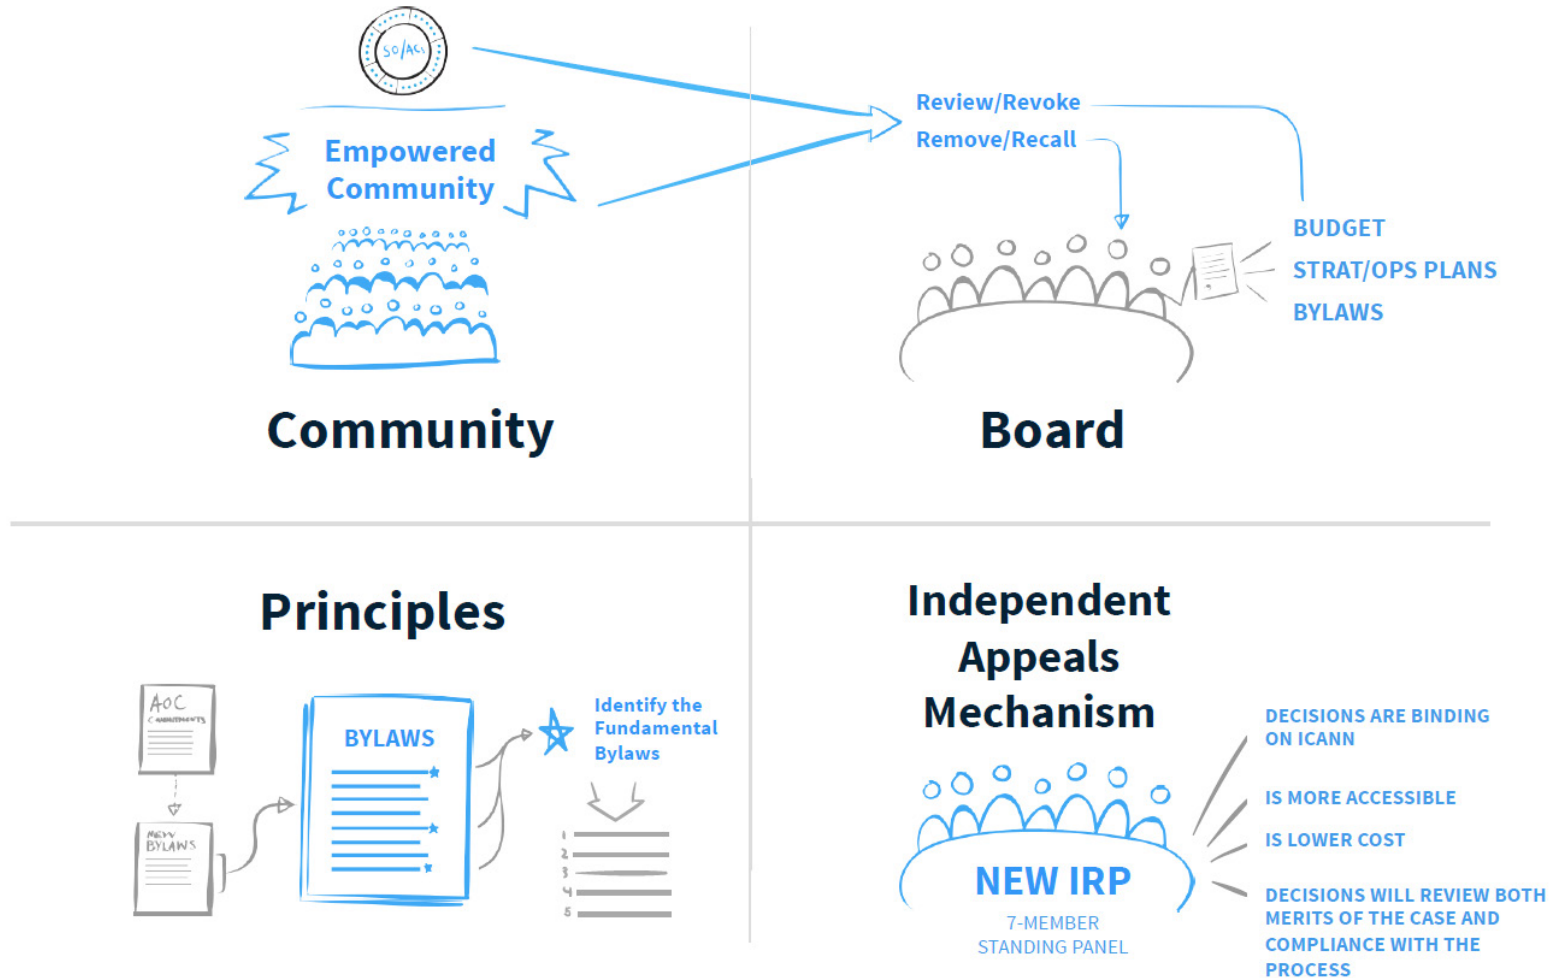 SO/ACs
Empowered
Community
Community
Review/Revoke
Remove/Recall
BUDGET
STRAT/OPS PLANS
BYLAWS
Board
Principles
AOC
COMMITMENTS
NEW
BYLAWS
BYLAWS
Identify the
Fundamental
Bylaws
1
2
3
4
5
Independent
Appeals
Mechanism
NEW IRP
7-MEMBER
STANDING PANEL
DECISIONS ARE BINDING
ON ICANN
IS MORE ACCESSIBLE
IS LOWER COST
DECISIONS WILL REVIEW BOTH
MERITS OF THE CASE AND
COMPLIANCE WITH THE
PROCESS